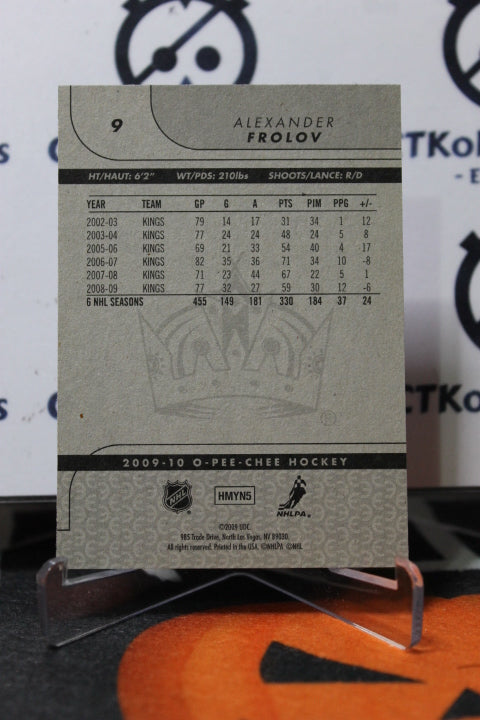 9
ALEXANDER
FROLOV
HT/HAUT: 6'2" WT/PDS: 210lbs SHOOTS/LANCE: R/D
YEAR TEAM GP G A PTS PIM PPG +/-
2002-03 KINGS 79 14 17 31 34 1 12
2003-04 KINGS 77 24 24 48 24 5 8
2005-06 KINGS 69 21 33 54 40 4 17
2006-07 KINGS 82 35 36 71 34 10 -8
2007-08 KINGS 71 23 44 67 22 5 1
2008-09 KINGS 77 32 27 59 30 12 -6
6 NHL SEASONS 455 149 181 330 184 37 24
®
2009-10 O-PEE-CHEE HOCKEY
NHL HMYN5 NHLPA®
©2009 UDC.
985 Trade Drive, North Las Vegas, NV 89030.
All rights reserved. Printed in the USA. ©NHLPA ©NHL
s CTKol
- E
s CTKo